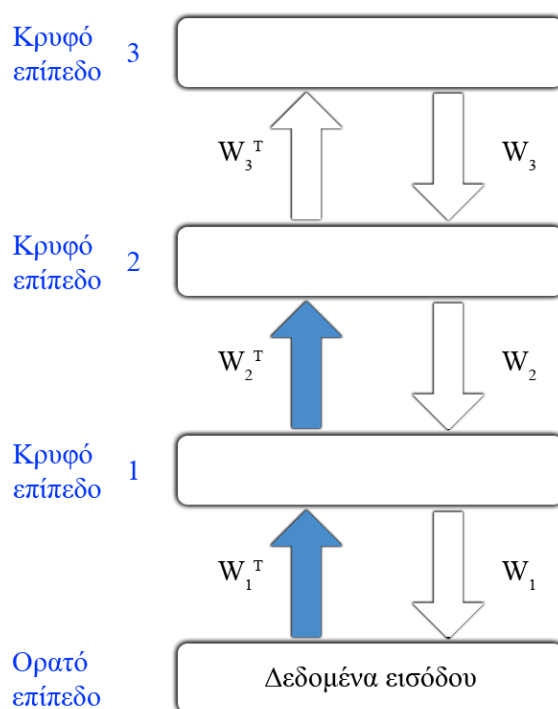 Κρυφό
επίπεδο 3
W₃ᵀ W₃
Κρυφό
επίπεδο 2
W₂ᵀ W₂
Κρυφό
επίπεδο 1
W₁ᵀ W₁
Ορατό
επίπεδο
Δεδομένα εισόδου